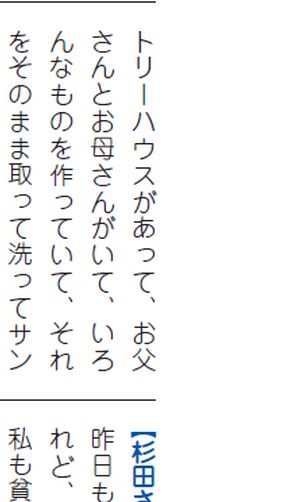 トリーハウスがあって、お父
さんとお母さんがいて、いろ
んなものを作っていて、それ
をそのまま取って洗ってサン
【杉田さ
昨日も
れど、
私も貧